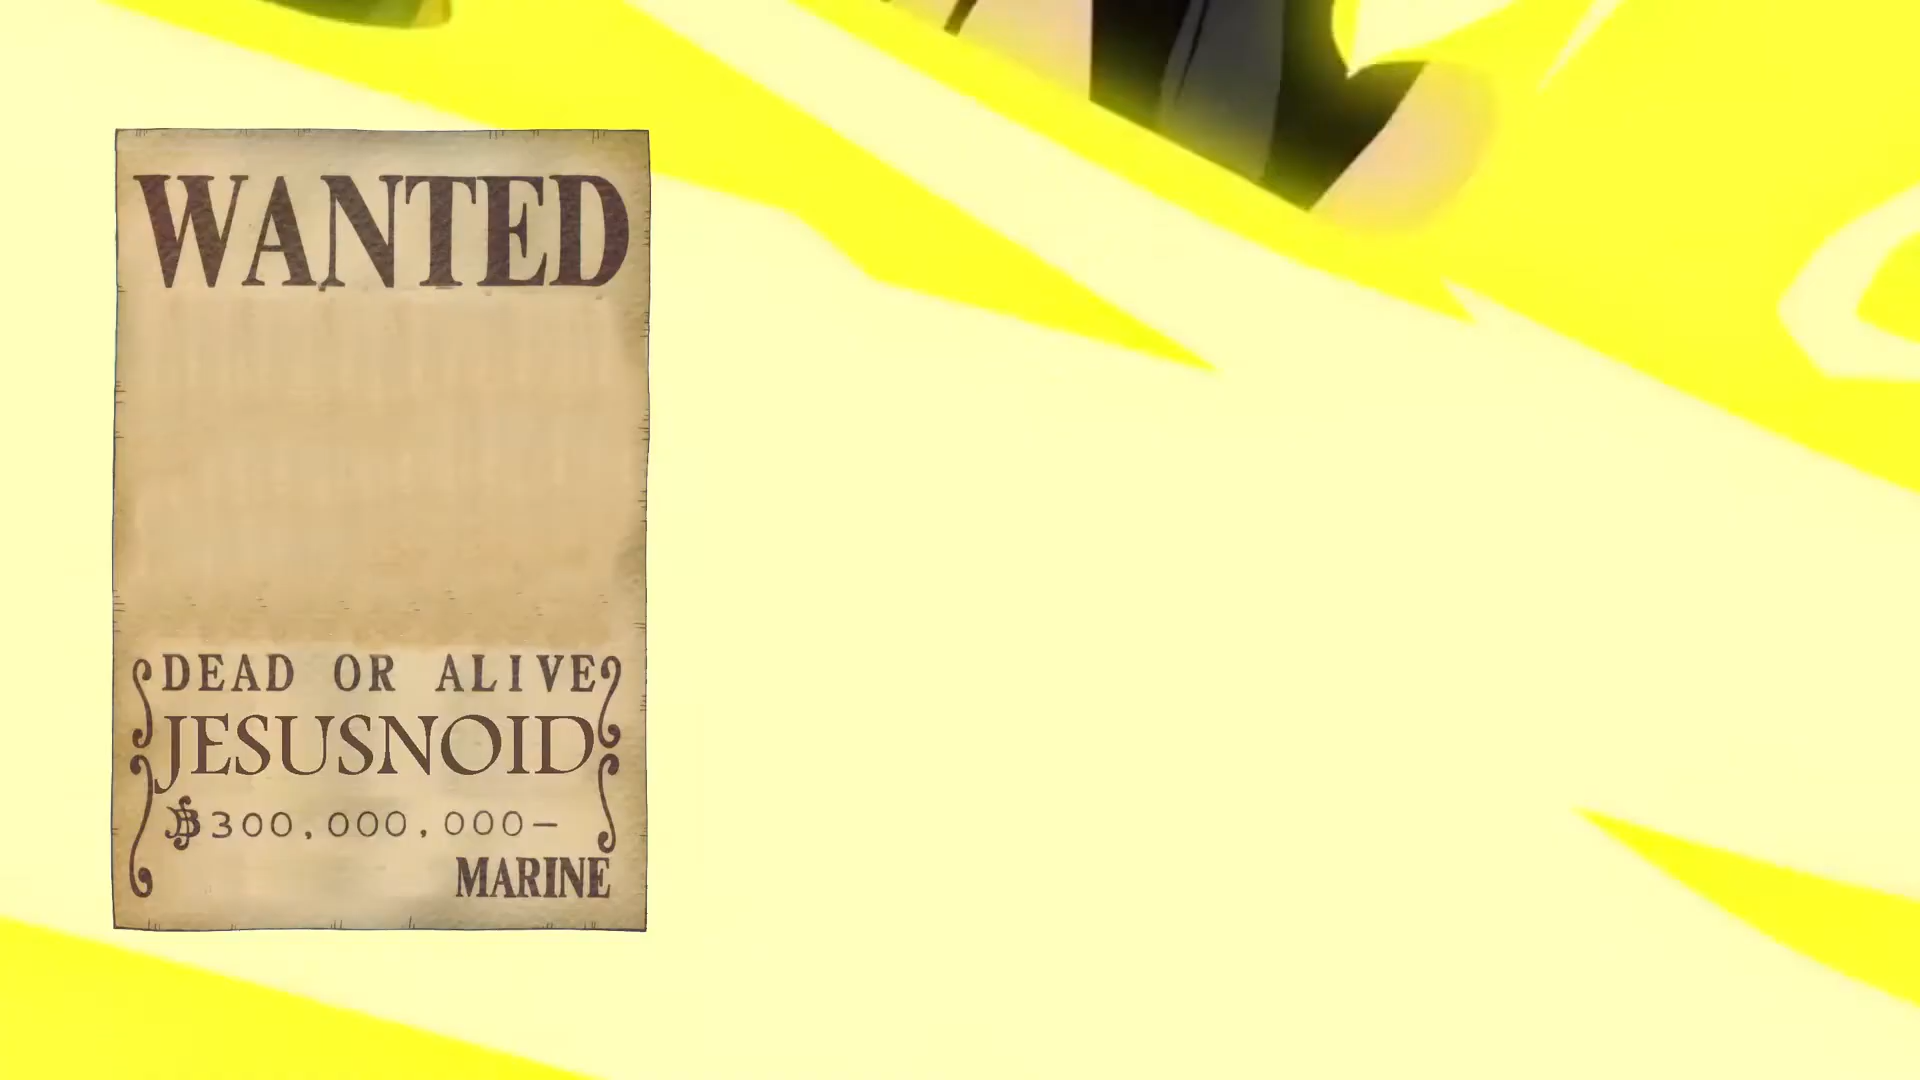 WANTED
DEAD OR ALIVE
JESUSNOID
฿300,000,000-
MARINE